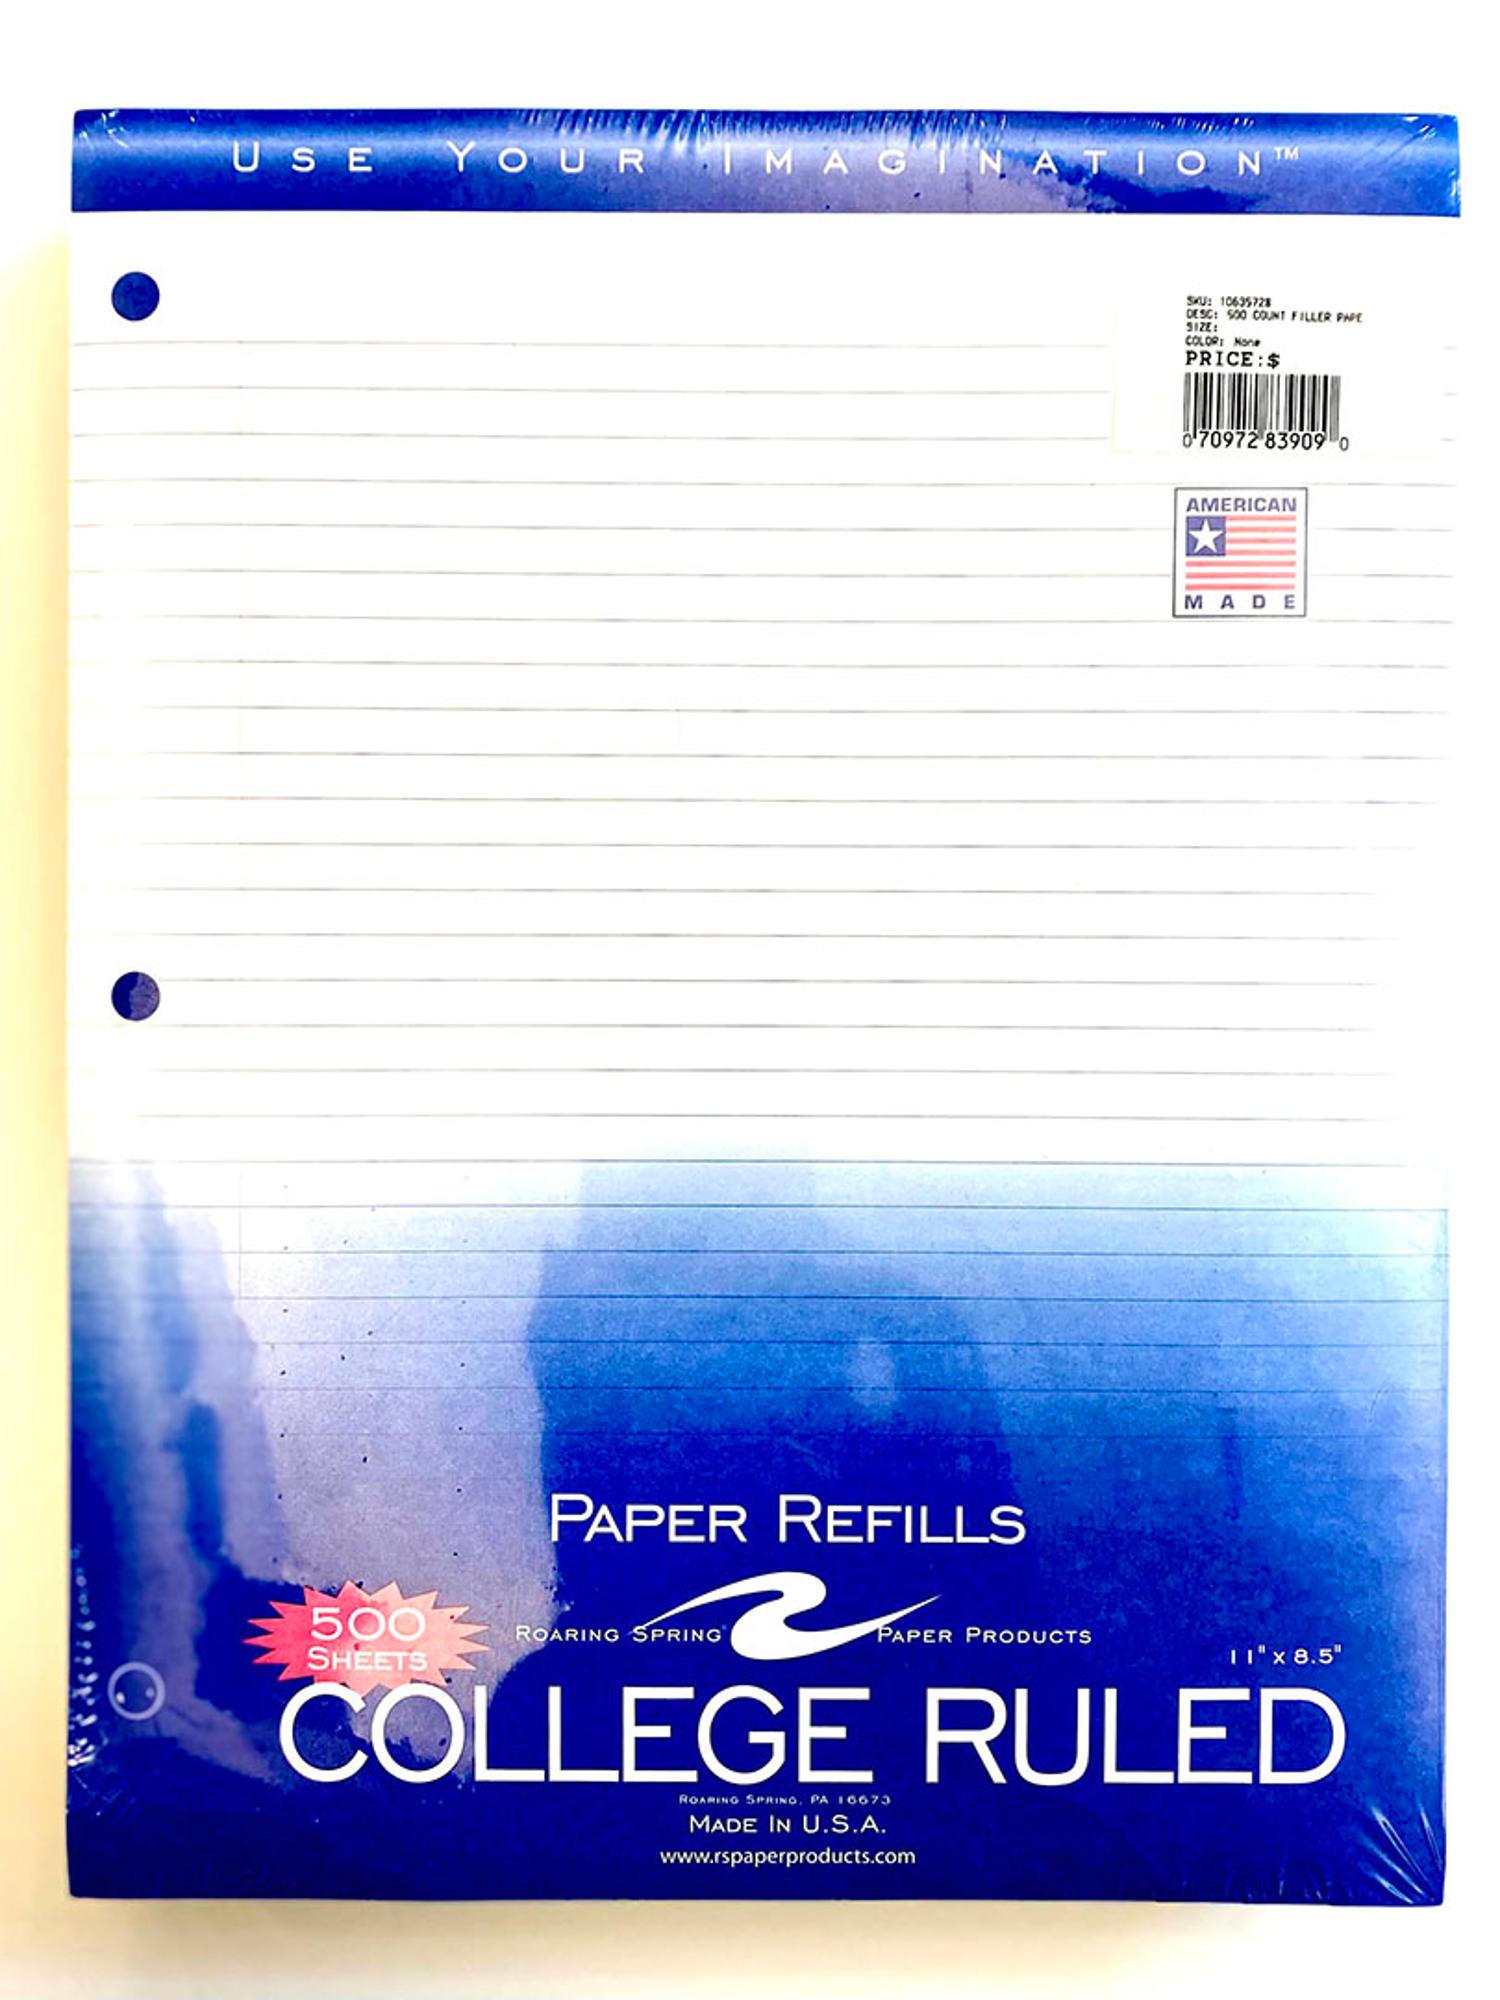 USE YOUR IMAGINATION™
SKU: 10635728
DESC: 500 COUNT FILLER PAPE
SIZE:
COLOR: None
PRICE:$
0 70972 83909 0
AMERICAN
MADE
PAPER REFILLS
500
SHEETS
ROARING SPRING® PAPER PRODUCTS
11" x 8.5"
COLLEGE RULED
ROARING SPRING, PA 16673
MADE IN U.S.A.
www.rspaperproducts.com